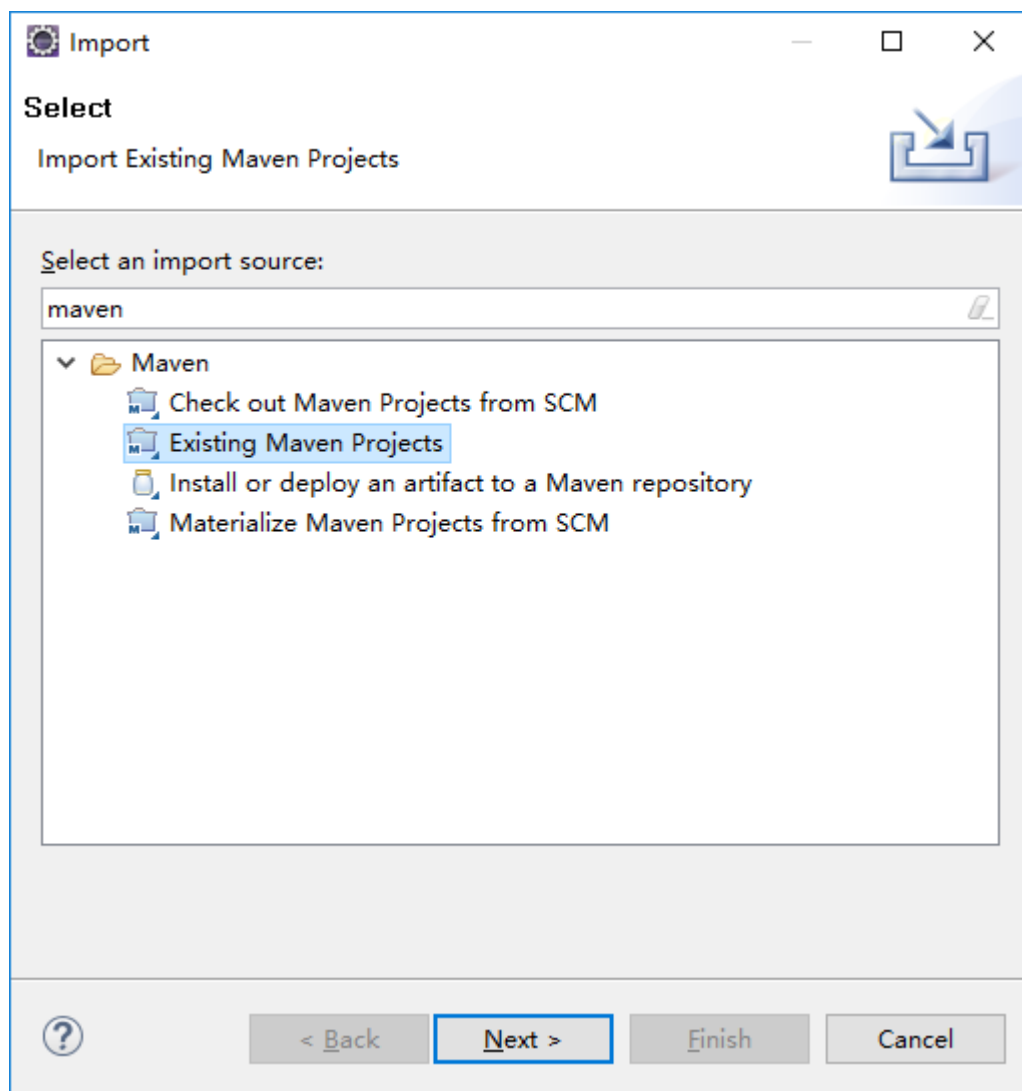 Import
Select
Import Existing Maven Projects
Select an import source:
maven
Maven
Check out Maven Projects from SCM
Existing Maven Projects
Install or deploy an artifact to a Maven repository
Materialize Maven Projects from SCM
< Back Next > Finish Cancel